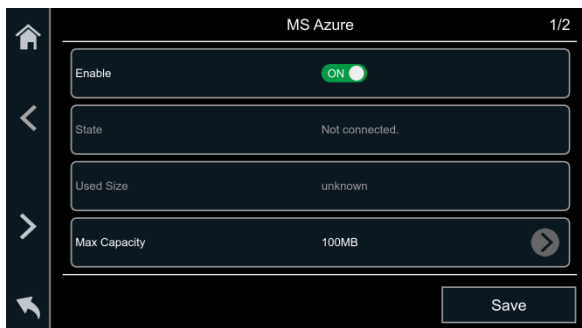 MS Azure 1/2
Enable ON
State Not connected.
Used Size unknown
Max Capacity 100MB
Save